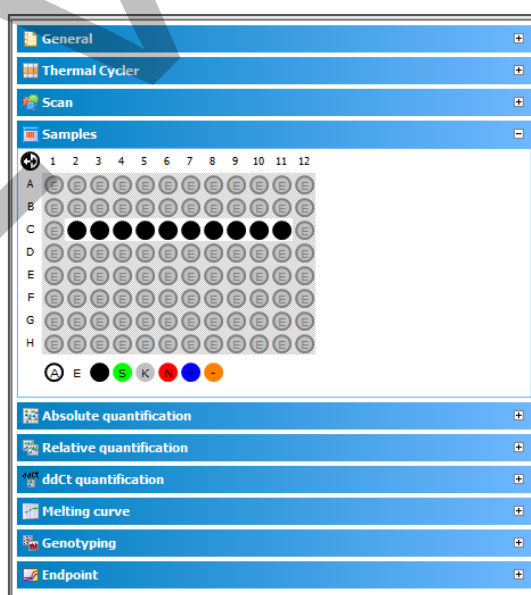 General
Thermal Cycler
Scan
Samples
1 2 3 4 5 6 7 8 9 10 11 12
A E E E E E E E E E E E E
B E E E E E E E E E E E E
C E E
D E E E E E E E E E E E E
E E E E E E E E E E E E E
F E E E E E E E E E E E E
G E E E E E E E E E E E E
H E E E E E E E E E E E E
A E S K N + -
Absolute quantification
Relative quantification
ddCt quantification
Melting curve
Genotyping
Endpoint